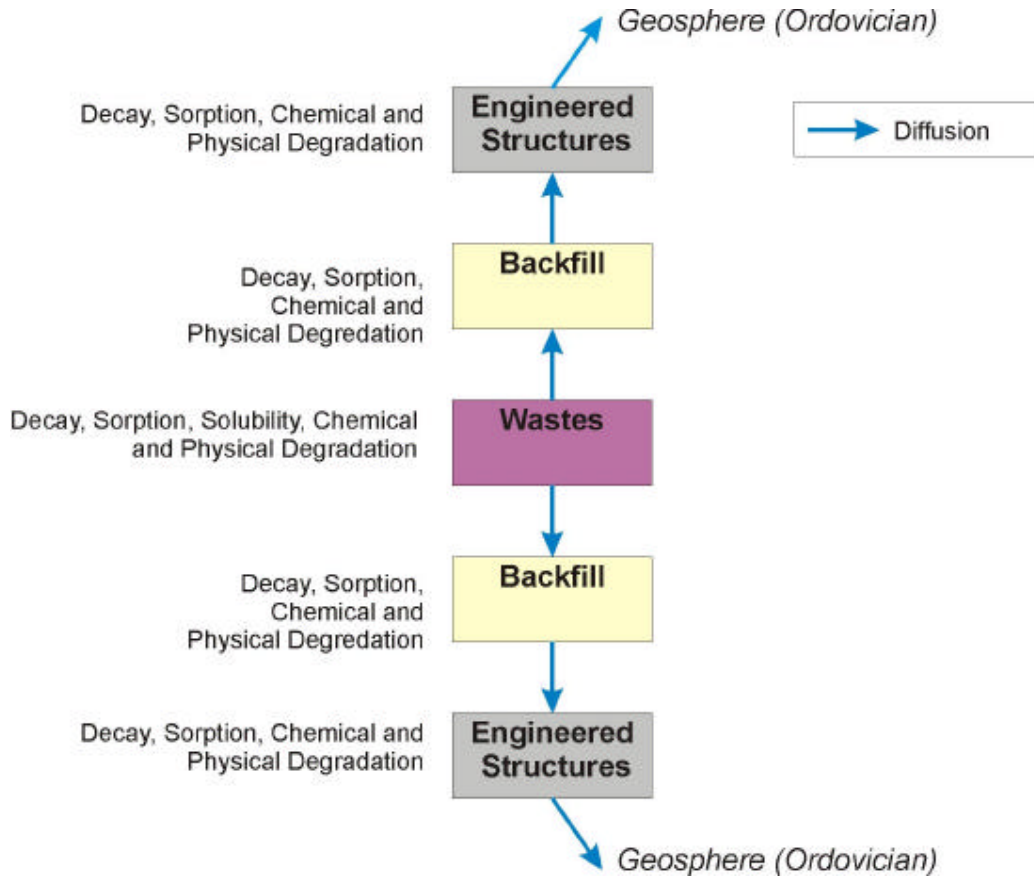 Geosphere (Ordovician)
Decay, Sorption, Chemical and
Physical Degradation
Engineered
Structures
Diffusion
Decay, Sorption,
Chemical and
Physical Degredation
Backfill
Decay, Sorption, Solubility, Chemical
and Physical Degradation
Wastes
Decay, Sorption,
Chemical and
Physical Degredation
Backfill
Decay, Sorption, Chemical and
Physical Degradation
Engineered
Structures
Geosphere (Ordovician)